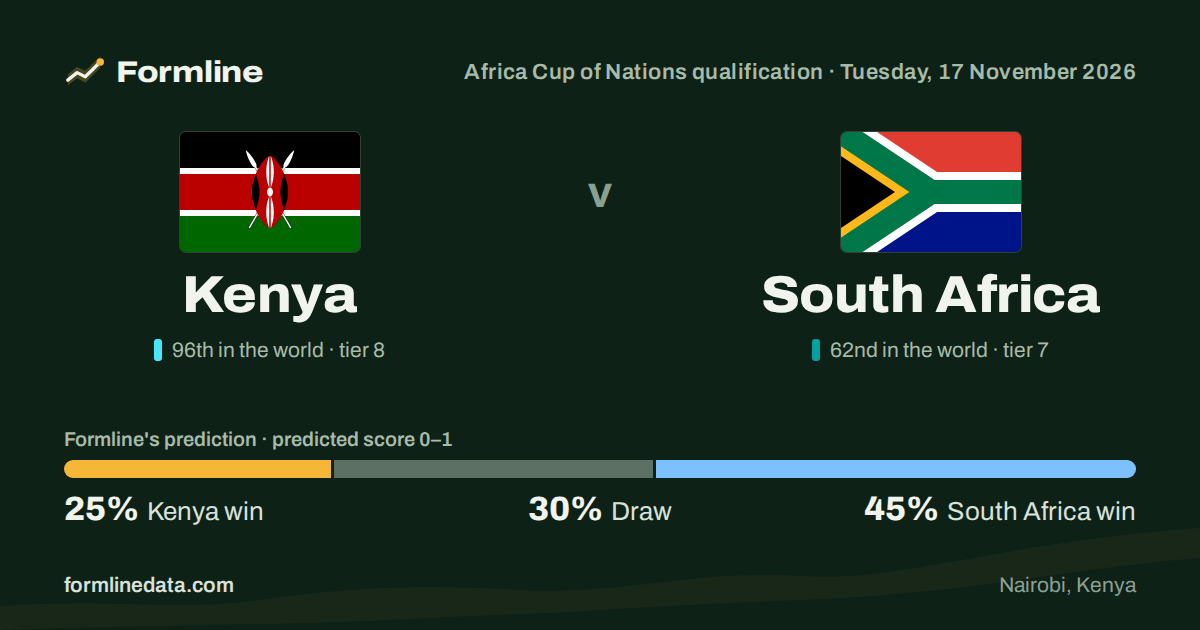 Formline
Africa Cup of Nations qualification · Tuesday, 17 November 2026
v
Kenya
South Africa
96th in the world · tier 8
62nd in the world · tier 7
Formline's prediction · predicted score 0–1
25% Kenya win
30% Draw
45% South Africa win
formlinedata.com
Nairobi, Kenya